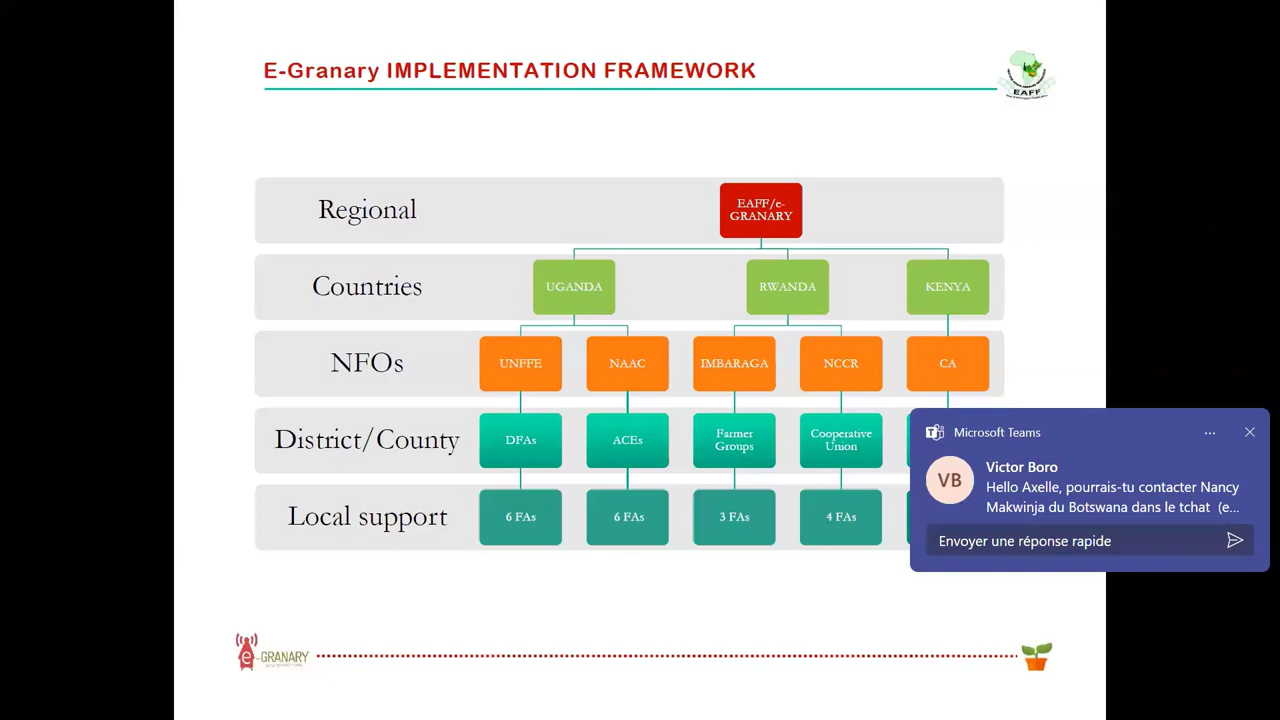 E-Granary IMPLEMENTATION FRAMEWORK
EAFF
Regional
EAFF/e-
GRANARY
Countries
UGANDA
RWANDA
KENYA
NFOs
UNFFE
NAAC
IMBARAGA
NCCR
CA
District/County
DFAs
ACEs
Farmer
Groups
Cooperative
Union
Local support
6 FAs
6 FAs
3 FAs
4 FAs
Microsoft Teams
VB
Victor Boro
Hello Axelle, pourrais-tu contacter Nancy
Makwinja du Botswana dans le tchat (e...
Envoyer une réponse rapide
e-GRANARY